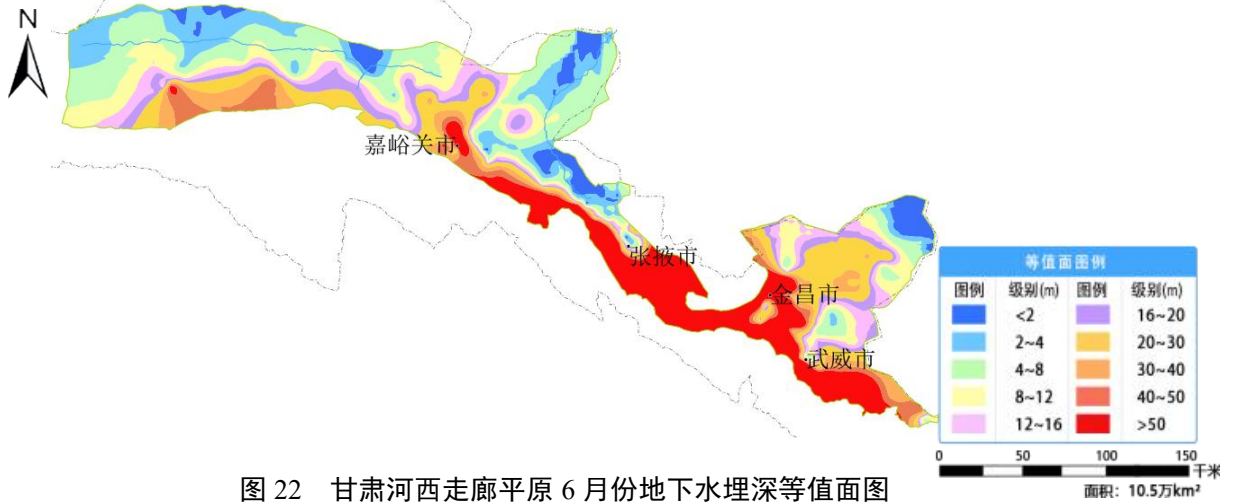 N
嘉峪关市
张掖市
金昌市
武威市
等值面图例
图例 级别(m) 图例 级别(m)
<2 16~20
2~4 20~30
4~8 30~40
8~12 40~50
12~16 >50
0 50 100 150
千米
面积：10.5万km²
图 22 甘肃河西走廊平原 6 月份地下水埋深等值面图